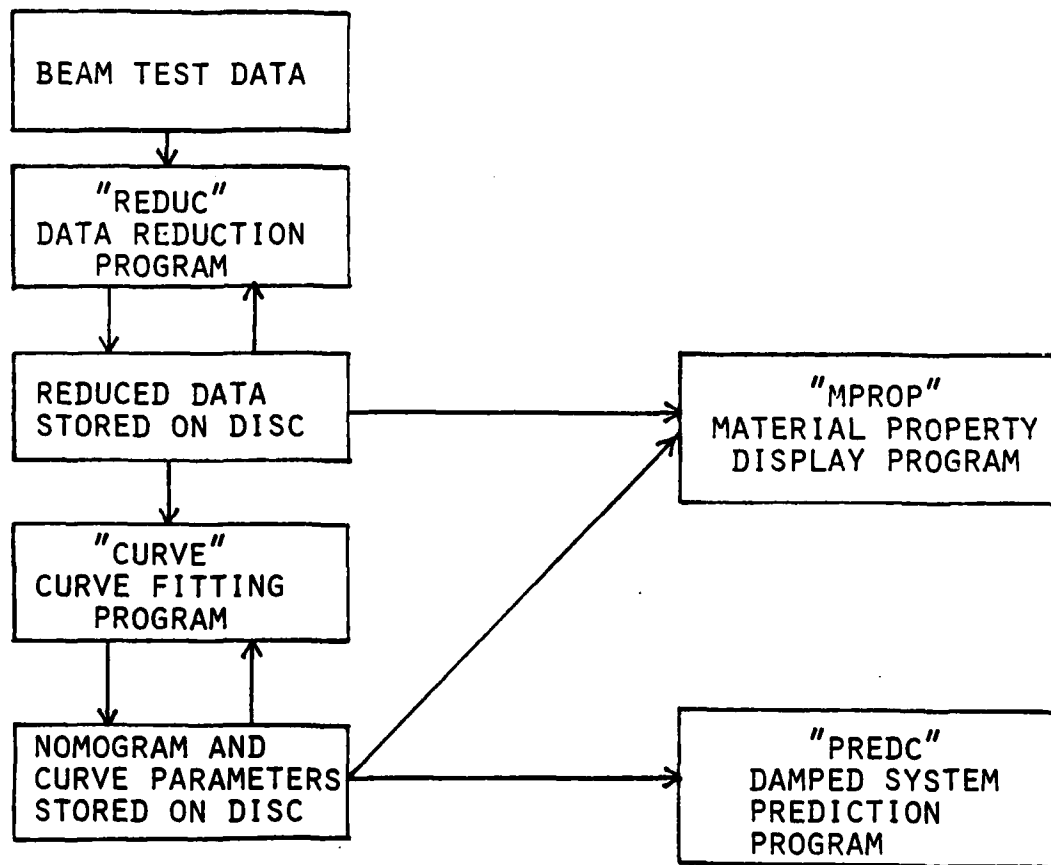 BEAM TEST DATA
"REDUC"
DATA REDUCTION
PROGRAM
REDUCED DATA
STORED ON DISC
"MPROP"
MATERIAL PROPERTY
DISPLAY PROGRAM
"CURVE"
CURVE FITTING
PROGRAM
NOMOGRAM AND
CURVE PARAMETERS
STORED ON DISC
"PREDC"
DAMPED SYSTEM
PREDICTION
PROGRAM